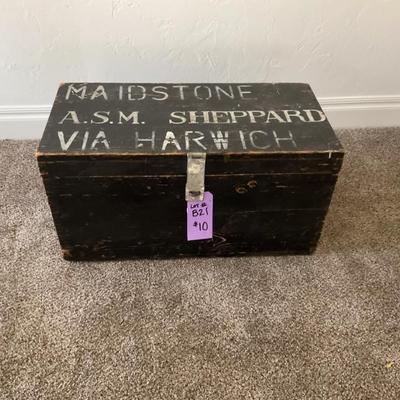 MAIDSTONE
A.S.M. SHEPPARD
VIA HARWICH
LOT #
B21
$10